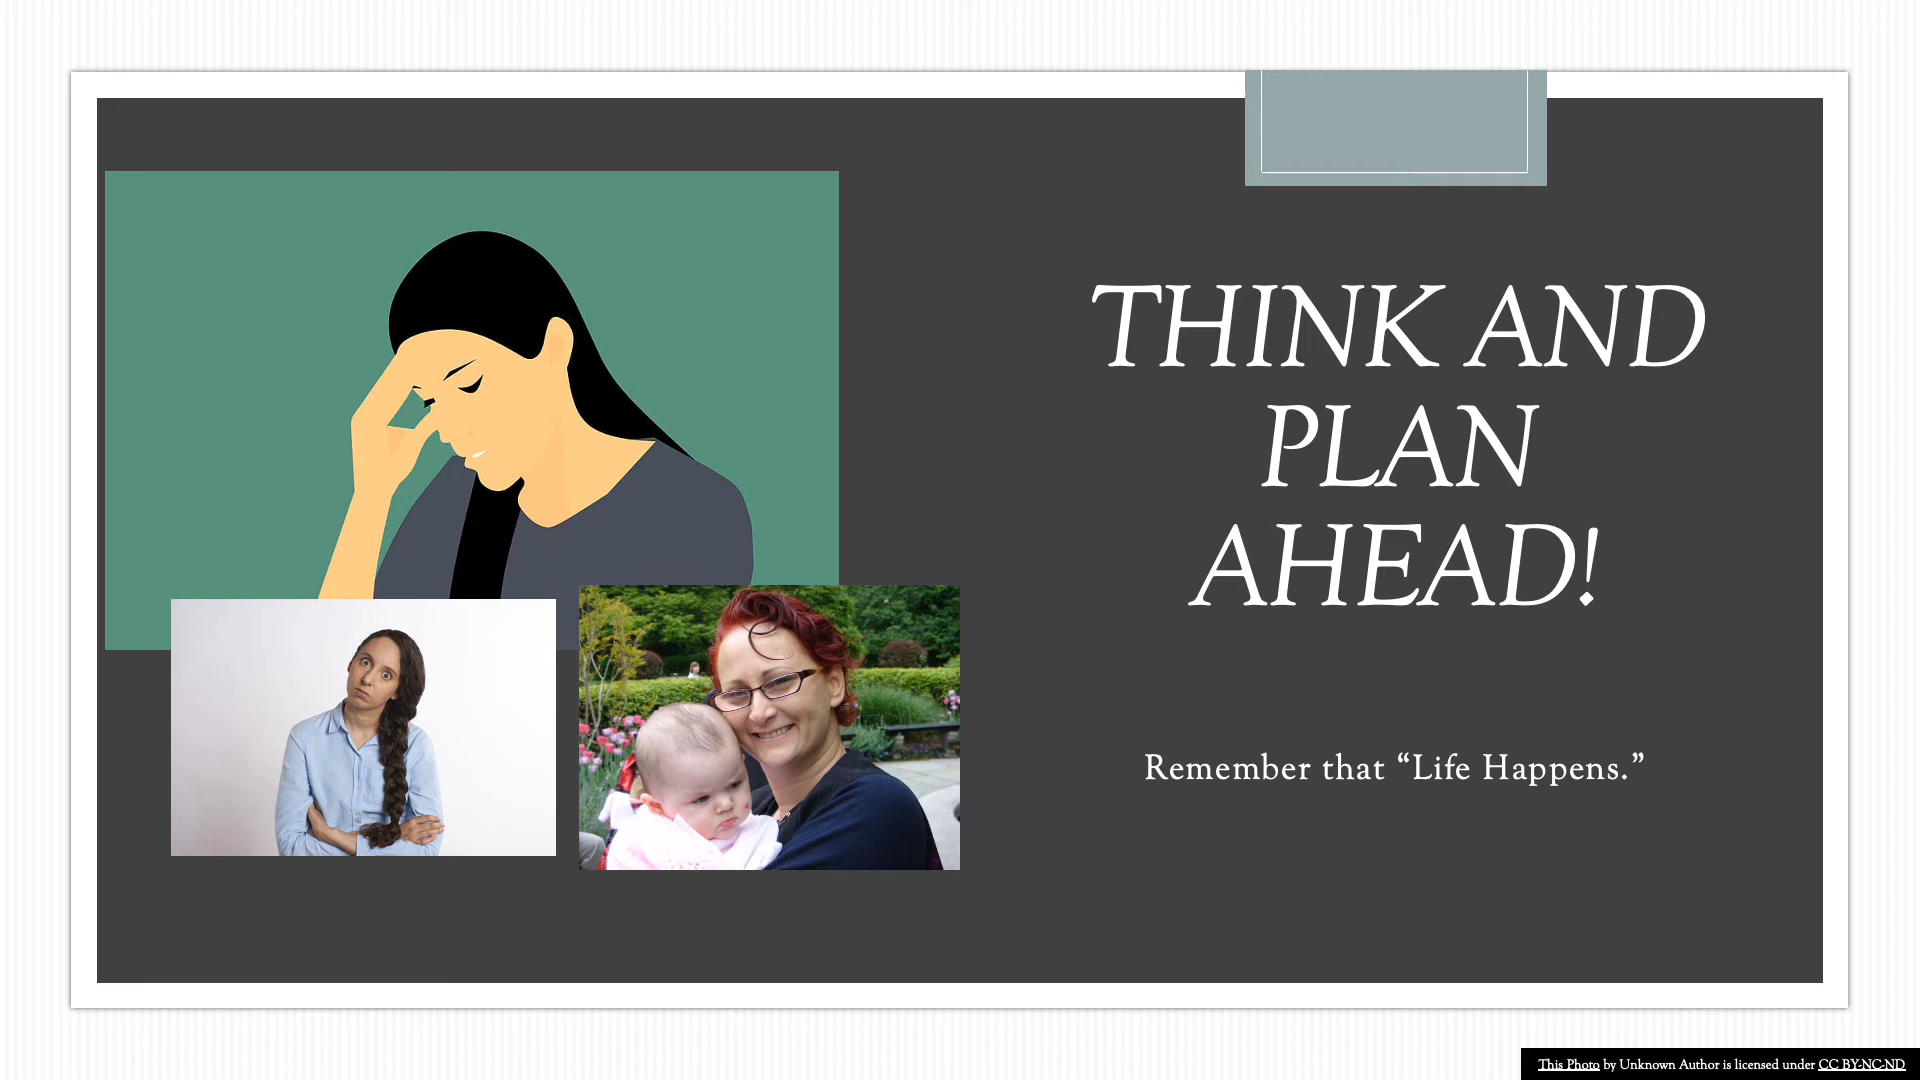 THINK AND
PLAN
AHEAD!
Remember that “Life Happens.”
This Photo by Unknown Author is licensed under CC BY-NC-ND